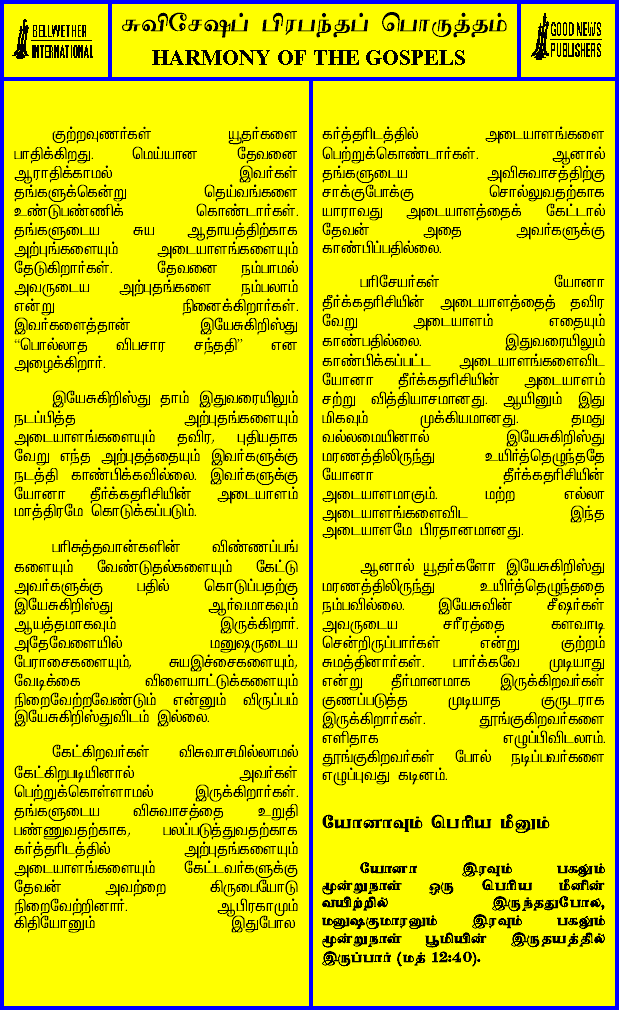 BELLWETHER
INTERNATIONAL
சுவிசேஷப் பிரபந்தப் பொருத்தம்
HARMONY OF THE GOSPELS
GOOD NEWS
PUBLISHERS
குற்றவுணர்கள் யூதர்களை
பாதிக்கிறது. மெய்யான தேவனை
ஆராதிக்காமல் இவர்கள்
தங்களுக்கென்று தெய்வங்களை
உண்டுபண்ணிக் கொண்டார்கள்.
தங்களுடைய சுய ஆதாயத்திற்காக
அற்புங்களையும் அடையாளங்களையும்
தேடுகிறார்கள். தேவனை நம்பாமல்
அவருடைய அற்புதங்களை நம்பலாம்
என்று நினைக்கிறார்கள்.
இவர்களைத்தான் இயேசுகிறிஸ்து
“பொல்லாத விபசார சந்ததி” என
அழைக்கிறார்.
இயேசுகிறிஸ்து தாம் இதுவரையிலும்
நடப்பித்த அற்புதங்களையும்
அடையாளங்களையும் தவிர, புதியதாக
வேறு எந்த அற்புதத்தையும் இவர்களுக்கு
நடத்தி காண்பிக்கவில்லை. இவர்களுக்கு
யோனா தீர்க்கதரிசியின் அடையாளம்
மாத்திரமே கொடுக்கப்படும்.
பரிசுத்தவான்களின் விண்ணப்பங்
களையும் வேண்டுதல்களையும் கேட்டு
அவர்களுக்கு பதில் கொடுப்பதற்கு
இயேசுகிறிஸ்து ஆர்வமாகவும்
ஆயத்தமாகவும் இருக்கிறார்.
அதேவேளையில் மனுஷருடைய
பேராசைகளையும், சுயஇச்சைகளையும்,
வேடிக்கை விளையாட்டுக்களையும்
நிறைவேற்றவேண்டும் என்னும் விருப்பம்
இயேசுகிறிஸ்துவிடம் இல்லை.
கேட்கிறவர்கள் விசுவாசமில்லாமல்
கேட்கிறபடியினால் அவர்கள்
பெற்றுக்கொள்ளாமல் இருக்கிறார்கள்.
தங்களுடைய விசுவாசத்தை உறுதி
பண்ணுவதற்காக, பலப்படுத்துவதற்காக
கர்த்தரிடத்தில் அற்புதங்களையும்
அடையாளங்களையும் கேட்டவர்களுக்கு
தேவன் அவற்றை கிருபையோடு
நிறைவேற்றினார். ஆபிரகாமும்
கிதியோனும் இதுபோல
கர்த்தரிடத்தில் அடையாளங்களை
பெற்றுக்கொண்டார்கள். ஆனால்
தங்களுடைய அவிசுவாசத்திற்கு
சாக்குபோக்கு சொல்லுவதற்காக
யாராவது அடையாளத்தைக் கேட்டால்
தேவன் அதை அவர்களுக்கு
காண்பிப்பதில்லை.
பரிசேயர்கள் யோனா
தீர்க்கதரிசியின் அடையாளத்தைத் தவிர
வேறு அடையாளம் எதையும்
காண்பதில்லை. இதுவரையிலும்
காண்பிக்கப்பட்ட அடையாளங்களைவிட
யோனா தீர்க்கதரிசியின் அடையாளம்
சற்று வித்தியாசமானது. ஆயினும் இது
மிகவும் முக்கியமானது. தமது
வல்லமையினால் இயேசுகிறிஸ்து
மரணத்திலிருந்து உயிர்த்தெழுந்ததே
யோனா தீர்க்கதரிசியின்
அடையாளமாகும். மற்ற எல்லா
அடையாளங்களைவிட இந்த
அடையாளமே பிரதானமானது.
ஆனால் யூதர்களோ இயேசுகிறிஸ்து
மரணத்திலிருந்து உயிர்த்தெழுந்ததை
நம்பவில்லை. இயேசுவின் சீஷர்கள்
அவருடைய சரீரத்தை களவாடி
சென்றிருப்பார்கள் என்று குற்றம்
சுமத்தினார்கள். பார்க்கவே முடியாது
என்று தீர்மானமாக இருக்கிறவர்கள்
குணப்படுத்த முடியாத குருடராக
இருக்கிறார்கள். தூங்குகிறவர்களை
எளிதாக எழுப்பிவிடலாம்.
தூங்குகிறவர்கள் போல் நடிப்பவர்களை
எழுப்புவது கடினம்.
யோனாவும் பெரிய மீனும்
யோனா இரவும் பகலும்
மூன்றுநாள் ஒரு பெரிய மீனின்
வயிற்றில் இருந்ததுபோல,
மனுஷகுமாரனும் இரவும் பகலும்
மூன்றுநாள் பூமியின் இருதயத்தில்
இருப்பார் (மத் 12:40).